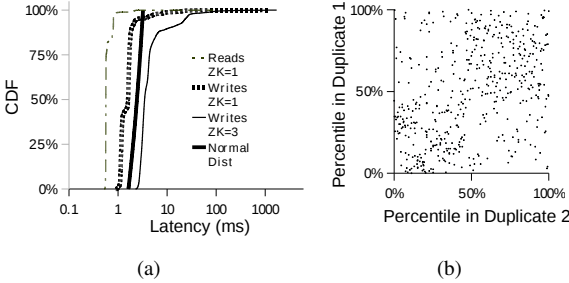 100%
75%
50%
25%
0%
CDF
0.1 1 10 100 1000
Latency (ms)
Reads
ZK=1
Writes
ZK=1
Writes
ZK=3
Normal
Dist
(a)
100%
50%
0%
Percentile in Duplicate 1
0% 50% 100%
Percentile in Duplicate 2
(b)